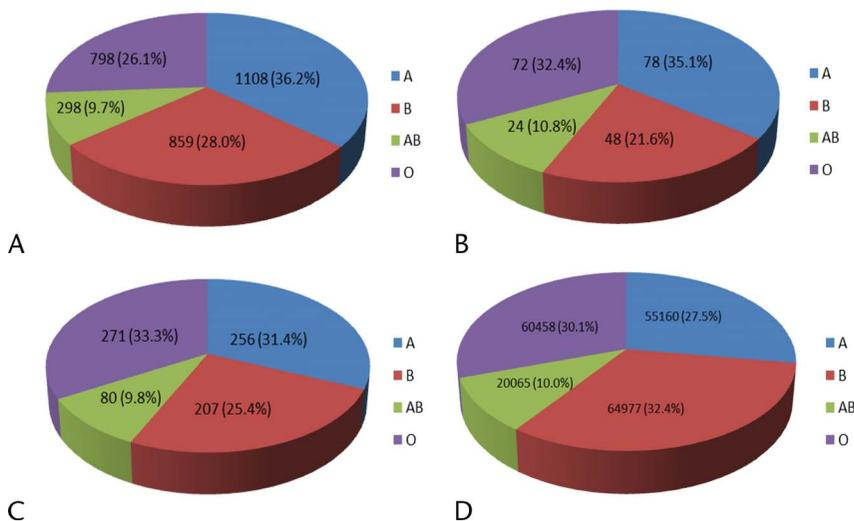 798 (26.1%)
1108 (36.2%)
298 (9.7%)
859 (28.0%)
A
B
AB
O
A
72 (32.4%)
78 (35.1%)
24 (10.8%)
48 (21.6%)
A
B
AB
O
B
271 (33.3%)
256 (31.4%)
80 (9.8%)
207 (25.4%)
A
B
AB
O
C
60458 (30.1%)
55160 (27.5%)
20065 (10.0%)
64977 (32.4%)
A
B
AB
O
D